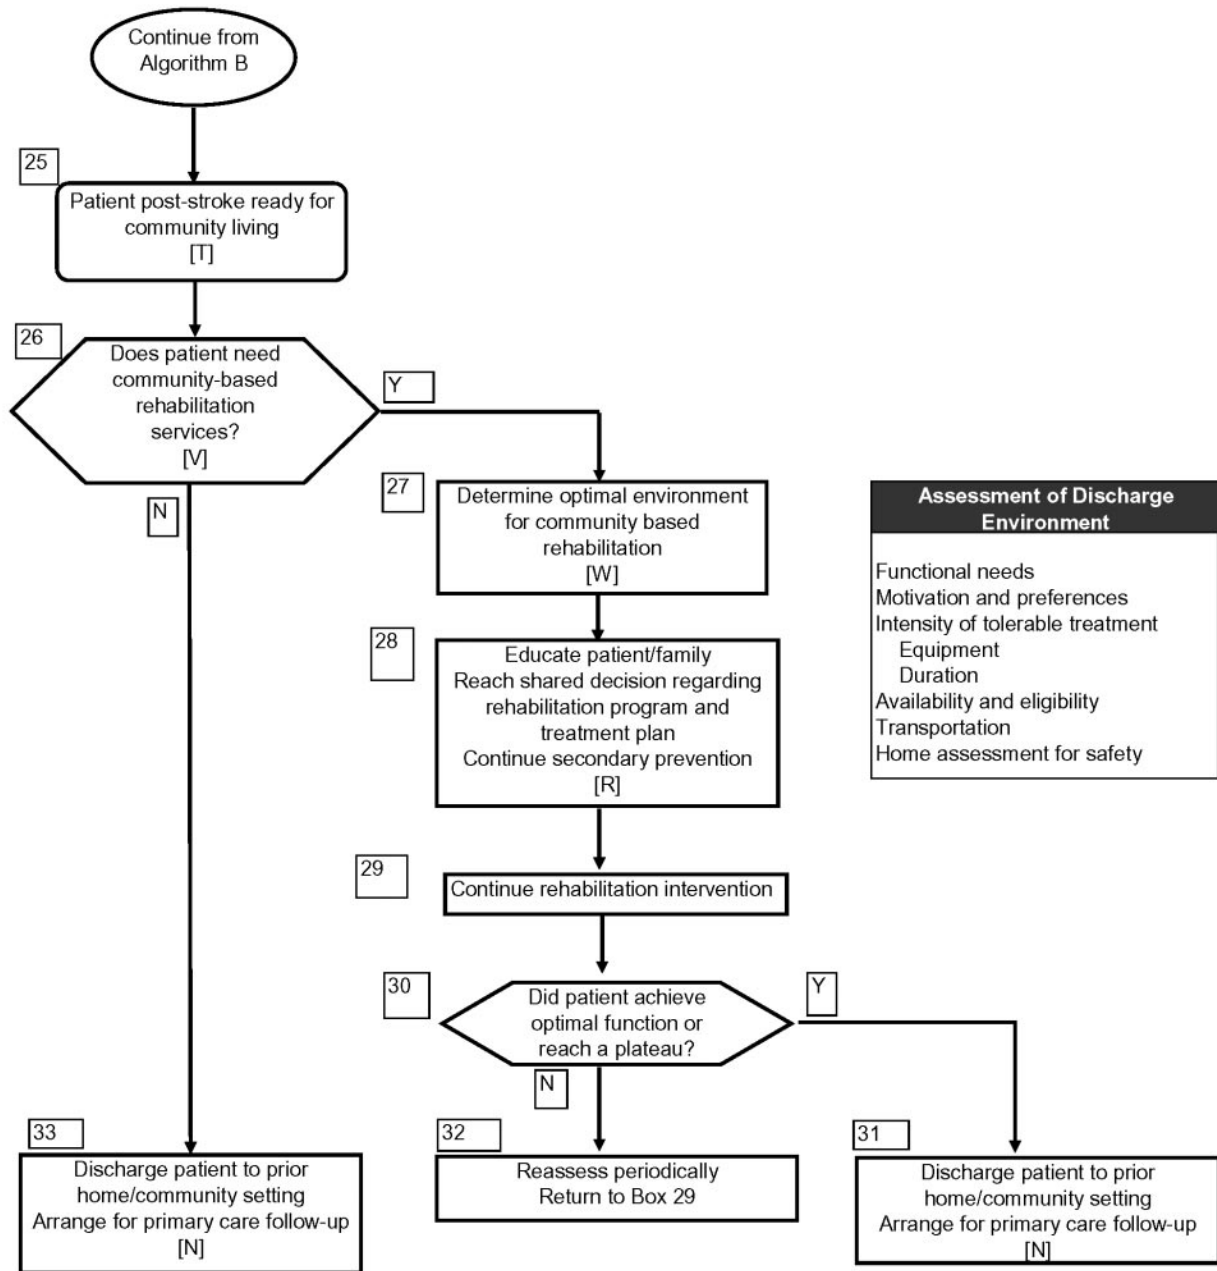 Continue from
Algorithm B
25
Patient post-stroke ready for
community living
[T]
26
Does patient need
community-based
rehabilitation
services?
[V]
Y
N
27
Determine optimal environment
for community based
rehabilitation
[W]
28
Educate patient/family
Reach shared decision regarding
rehabilitation program and
treatment plan
Continue secondary prevention
[R]
Assessment of Discharge
Environment
Functional needs
Motivation and preferences
Intensity of tolerable treatment
Equipment
Duration
Availability and eligibility
Transportation
Home assessment for safety
29
Continue rehabilitation intervention
30
Did patient achieve
optimal function or
reach a plateau?
Y
N
33
Discharge patient to prior
home/community setting
Arrange for primary care follow-up
[N]
32
Reassess periodically
Return to Box 29
31
Discharge patient to prior
home/community setting
Arrange for primary care follow-up
[N]